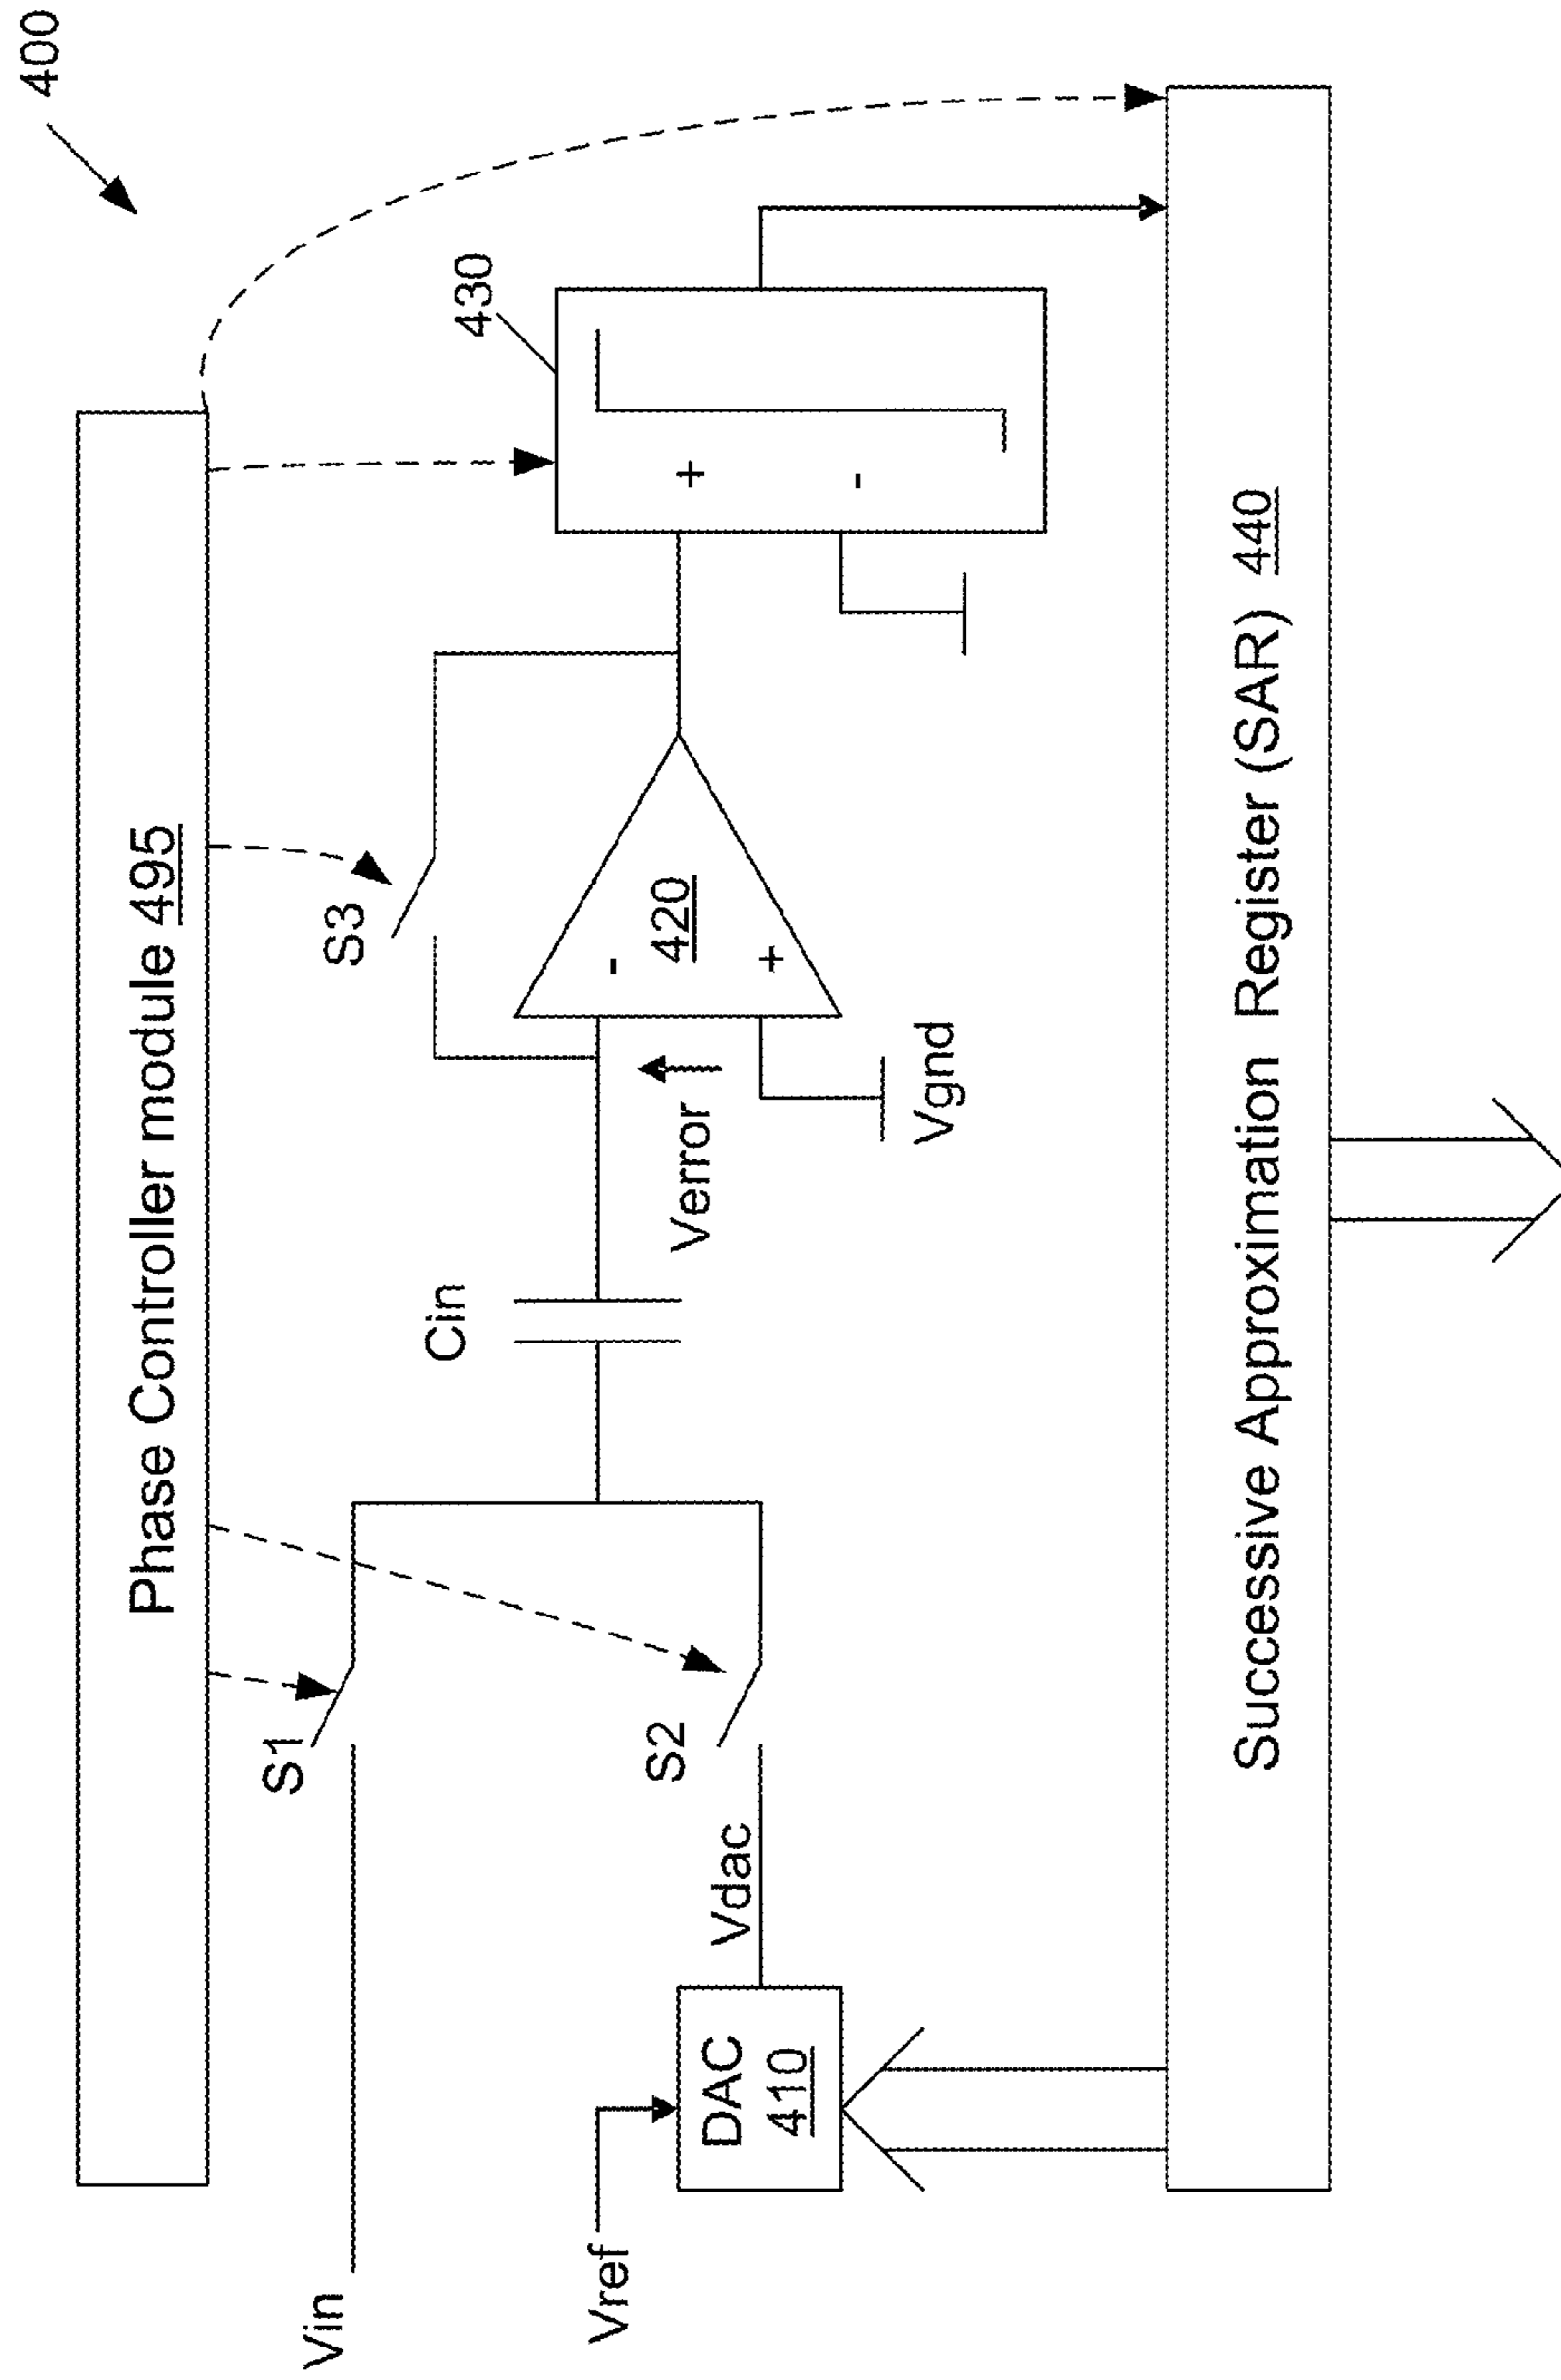 400
Phase Controller module 495
S1
S3
430
Vin
Cin
+
-
-
420
+
Verror
S2
Vdac
Vref
Vgnd
DAC
410
Successive Approximation Register (SAR) 440